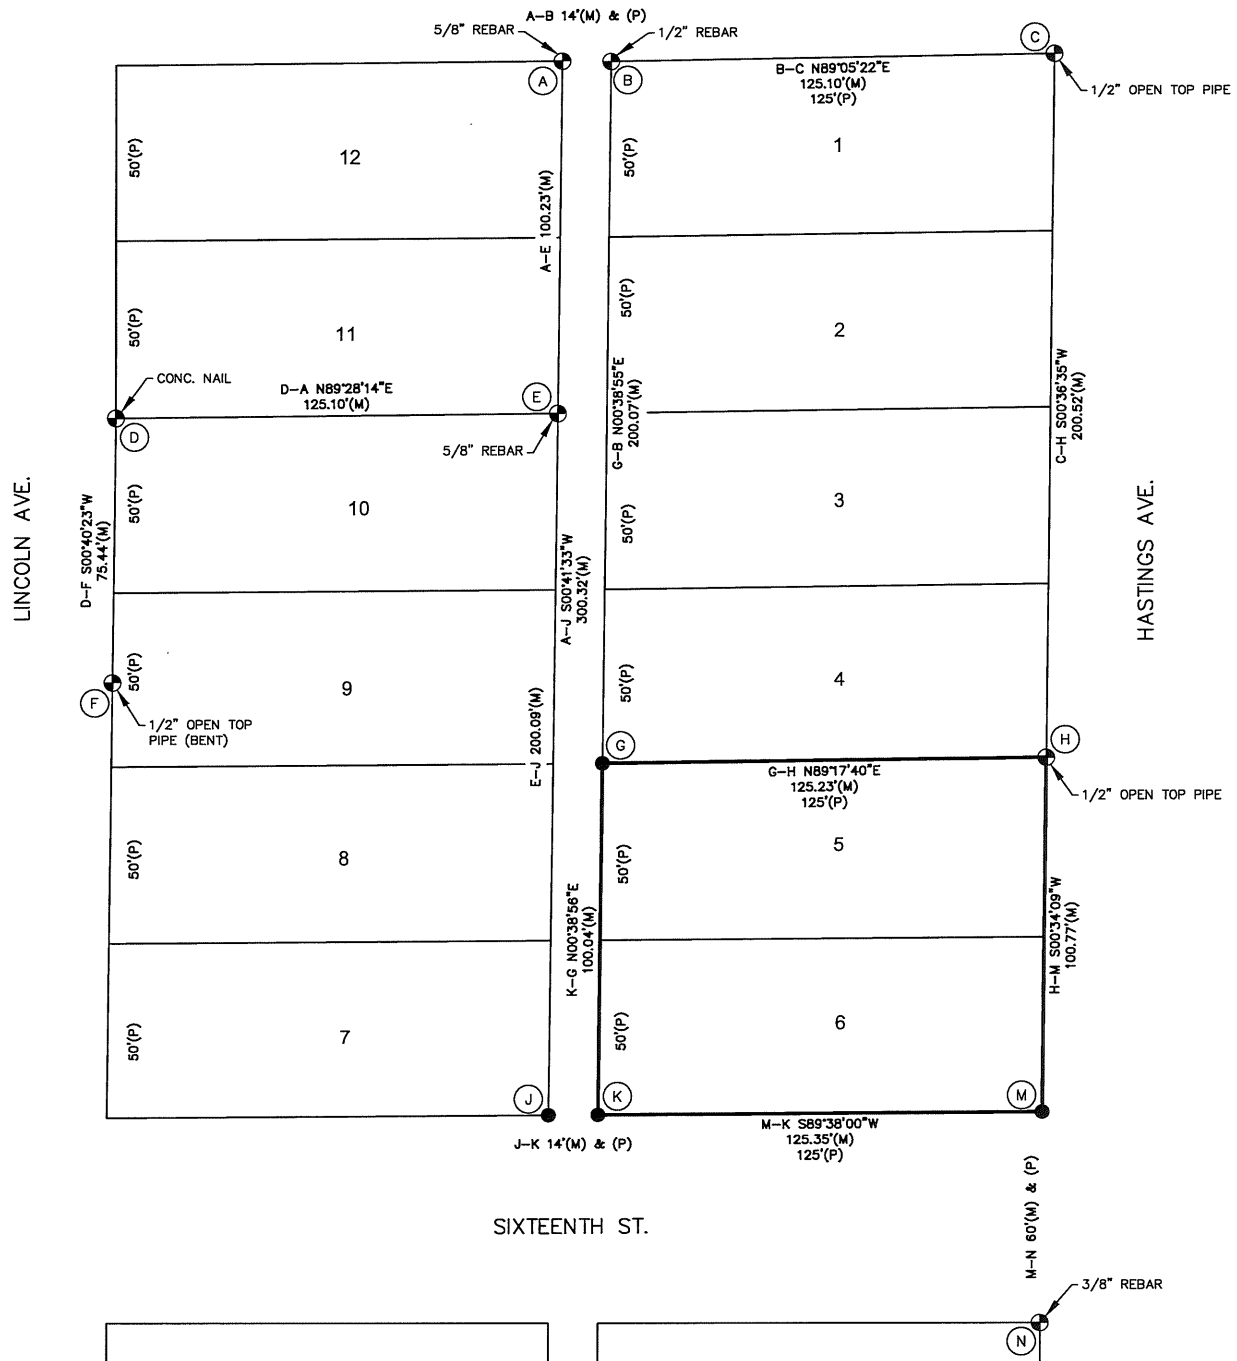 A-B 14'(M) & (P)
5/8" REBAR
1/2" REBAR
C
A
B
B-C N89°05'22"E
125.10'(M)
125'(P)
1/2" OPEN TOP PIPE
50'(P)
12
A-E 100.23'(M)
50'(P)
1
50'(P)
11
50'(P)
2
CONC. NAIL
D-A N89°28'14"E
125.10'(M)
E
D
5/8" REBAR
G-B N00°38'55"E
200.07'(M)
C-H S00°36'35"W
200.52'(M)
LINCOLN AVE.
HASTINGS AVE.
D-F S00°40'23"W
75.44'(M)
50'(P)
10
A-J S00°41'33"W
300.32'(M)
50'(P)
3
F
50'(P)
9
1/2" OPEN TOP
PIPE (BENT)
E-J 200.09'(M)
50'(P)
4
G
H
G-H N89°17'40"E
125.23'(M)
125'(P)
1/2" OPEN TOP PIPE
50'(P)
8
50'(P)
5
K-G N00°38'56"E
100.04'(M)
H-M S00°34'09"W
100.77'(M)
50'(P)
7
50'(P)
6
J
K
M
J-K 14'(M) & (P)
M-K S89°38'00"W
125.35'(M)
125'(P)
SIXTEENTH ST.
M-N 60'(M) & (P)
3/8" REBAR
N